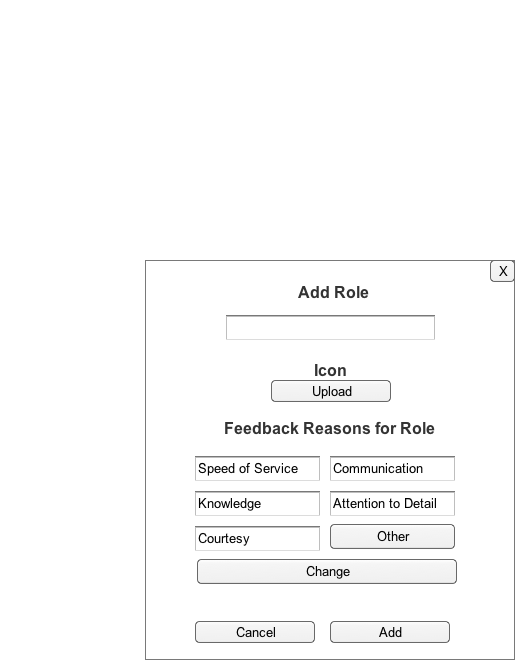 X
Add Role
Icon
Upload
Feedback Reasons for Role
Speed of Service Communication
Knowledge Attention to Detail
Courtesy Other
Change
Cancel Add